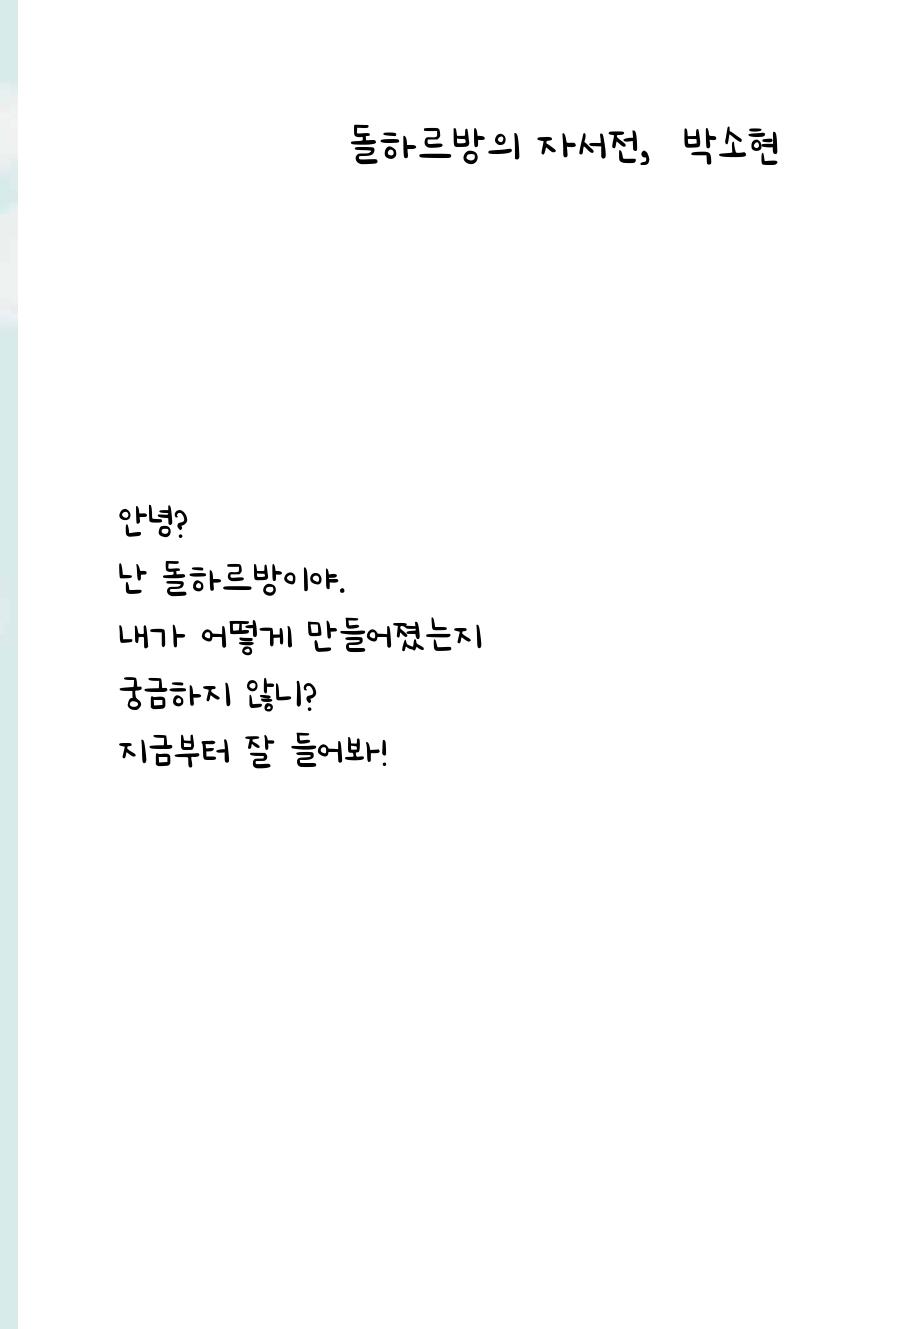 돌하르방의 자서전, 박소현
안녕?
난 돌하르방이야.
내가 어떻게 만들어졌는지
궁금하지 않니?
지금부터 잘 들어봐!